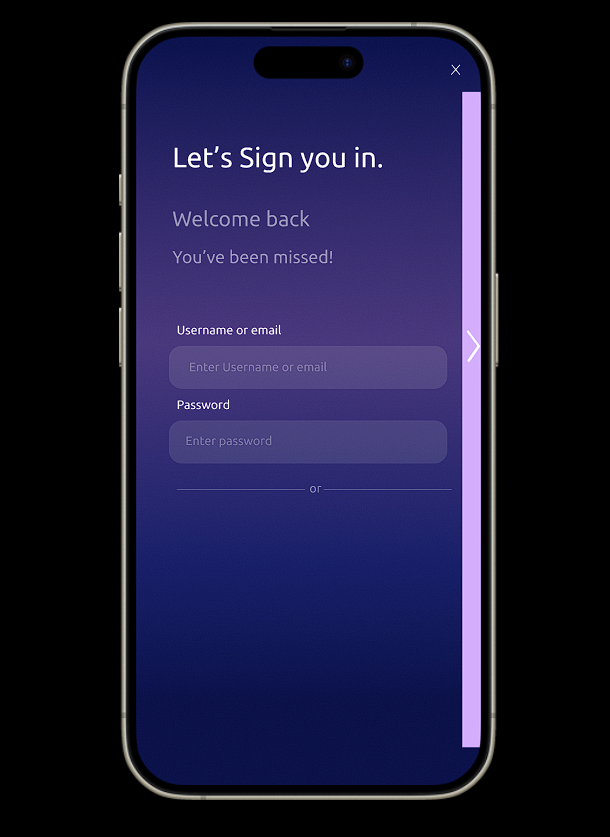 X
Let's Sign you in.
Welcome back
You've been missed!
Username or email
Enter Username or email
Password
Enter password
or